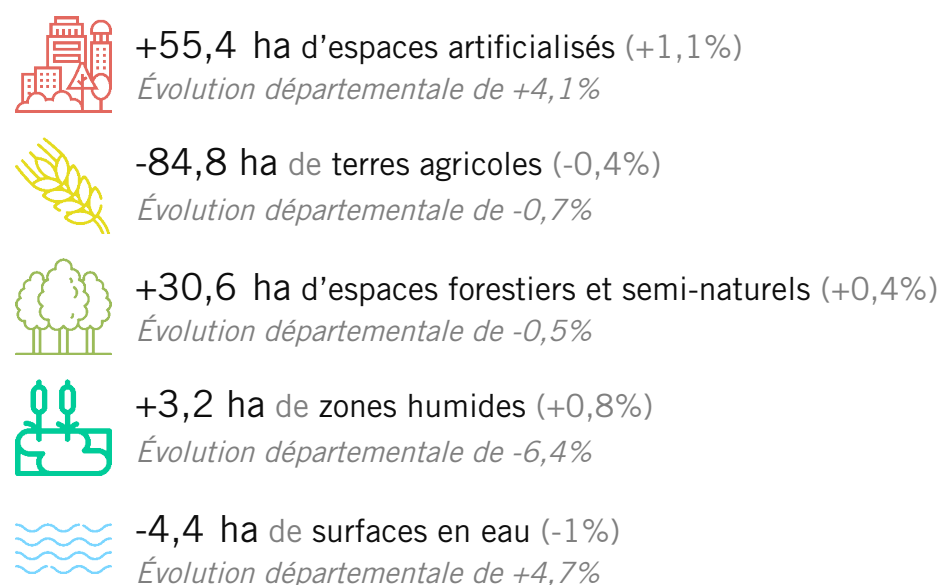 +55,4 ha d'espaces artificialisés (+1,1%)
Évolution départementale de +4,1%
-84,8 ha de terres agricoles (-0,4%)
Évolution départementale de -0,7%
+30,6 ha d'espaces forestiers et semi-naturels (+0,4%)
Évolution départementale de -0,5%
+3,2 ha de zones humides (+0,8%)
Évolution départementale de -6,4%
-4,4 ha de surfaces en eau (-1%)
Évolution départementale de +4,7%